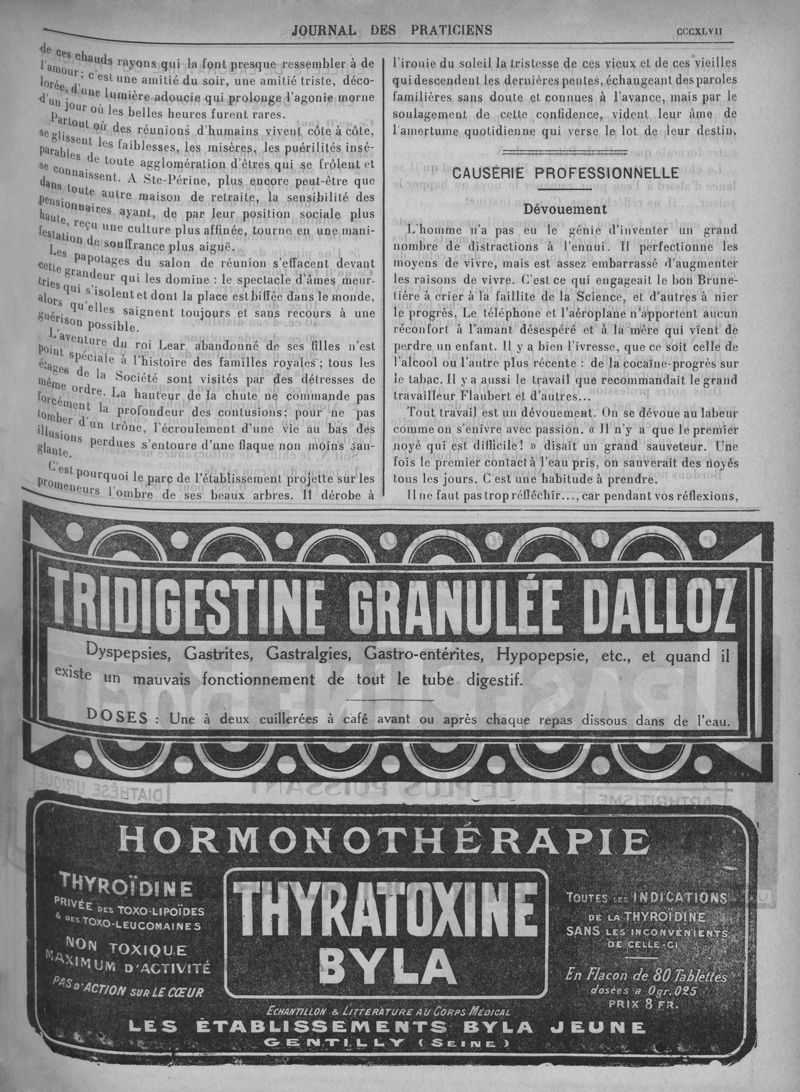 JOURNAL DES PRATICIENS
CCCXLVII
de ces chauds rayons qui la font presque ressembler à de
l'amour ; c'est une amitié du soir, une amitié triste, déco-
lorée, d'une lumière adoucie qui prolonge l'agonie morne
d'un jour où les belles heures furent rares.
Partout où des réunions d'humains vivent côte à côte,
se glissent les faiblesses, les misères, les puérilités insé-
parables de toute agglomération d'êtres qui se frôlent et
se connaissent. A Ste-Périne, plus encore peut-être que
dans toute autre maison de retraite, la sensibilité des
pensionnaires ayant, de par leur position sociale plus
haute, reçu une culture plus affinée, tourne en une mani-
festation de souffrance plus aiguë.
Les papotages du salon de réunion s'effacent devant
cette grandeur qui les domine : le spectacle d'âmes meur-
tries qui s'isolent et dont la place est biffée dans le monde,
alors qu'elles saignent toujours et sans recours à une
guérison possible.
L'aventure du roi Lear abandonné de ses filles n'est
point spéciale à l'histoire des familles royales ; tous les
étages de la Société sont visités par des détresses de
même ordre. La hauteur de la chute ne commande pas
forcément la profondeur des contusions ; pour ne pas
tomber d'un trône, l'écroulement d'une vie au bas des
illusions perdues s'entoure d'une flaque non moins san-
glante.
C'est pourquoi le parc de l'établissement projette sur les
promeneurs l'ombre de ses beaux arbres. Il dérobe à
l'ironie du soleil la tristesse de ces vieux et de ces vieilles
qui descendent les dernières pentes, échangeant des paroles
familières sans doute et connues à l'avance, mais par le
soulagement de cette confidence, vident leur âme de
l'amertume quotidienne qui verse le lot de leur destin.
CAUSERIE PROFESSIONNELLE
Dévouement
L'homme n'a pas eu le génie d'inventer un grand
nombre de distractions à l'ennui. Il perfectionne les
moyens de vivre, mais est assez embarrassé d'augmenter
les raisons de vivre. C'est ce qui engageait le bon Brune-
tière à crier à la faillite de la Science, et d'autres à nier
le progrès. Le téléphone et l'aéroplane n'apportent aucun
réconfort à l'amant désespéré et à la mère qui vient de
perdre un enfant. Il y a bien l'ivresse, que ce soit celle de
l'alcool ou l'autre plus récente : de la cocaïne-progrès sur
le tabac. Il y a aussi le travail que recommandait le grand
travailleur Flaubert et d'autres...
Tout travail est un dévouement. On se dévoue au labeur
comme on s'enivre avec passion. « Il n'y a que le premier
noyé qui est difficile ! » disait un grand sauveteur. Une
fois le premier contact à l'eau pris, on sauverait des noyés
tous les jours. C'est une habitude à prendre.
Il ne faut pas trop réfléchir..., car pendant vos réflexions,
TRIDIGESTINE GRANULÉE DALLOZ
Dyspepsies, Gastrites, Gastralgies, Gastro-entérites, Hypopepsie, etc., et quand il
existe un mauvais fonctionnement de tout le tube digestif.
DOSES : Une à deux cuillerées à café avant ou après chaque repas dissous dans de l'eau.
HORMONOTHÉRAPIE
THYROÏDINE
PRIVÉE DES TOXO-LIPOÏDES
& DES TOXO-LEUCOMAINES
NON TOXIQUE
MAXIMUM D'ACTIVITÉ
PAS D'ACTION SUR LE CŒUR
THYRATOXINE
BYLA
TOUTES LES INDICATIONS
DE LA THYROÏDINE
SANS LES INCONVENIENTS
DE CELLE-CI
En Flacon de 80 Tablettes
dosées à 0gr.025
PRIX 8 FR.
ECHANTILLON & LITTÉRATURE AU CORPS MÉDICAL
LES ÉTABLISSEMENTS BYLA JEUNE
GENTILLY (SEINE)